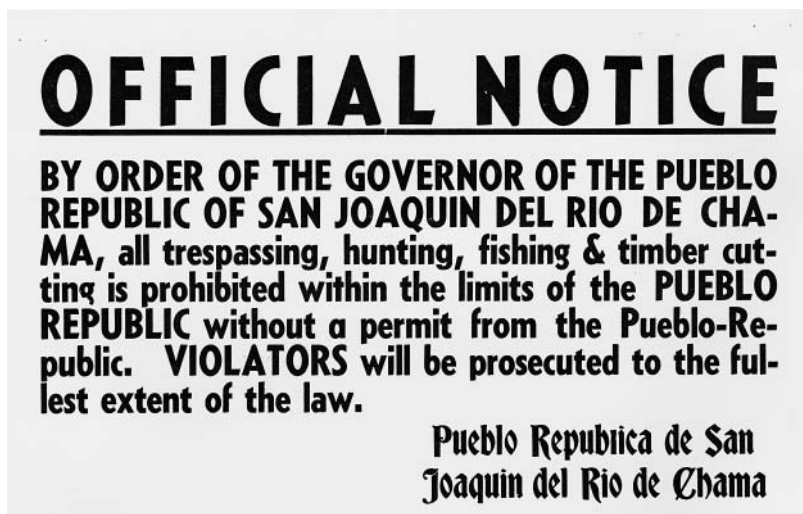 OFFICIAL NOTICE
BY ORDER OF THE GOVERNOR OF THE PUEBLO
REPUBLIC OF SAN JOAQUIN DEL RIO DE CHA-
MA, all trespassing, hunting, fishing & timber cut-
ting is prohibited within the limits of the PUEBLO
REPUBLIC without a permit from the Pueblo-Re-
public. VIOLATORS will be prosecuted to the ful-
lest extent of the law.
Pueblo Republica de San
Joaquin del Rio de Chama